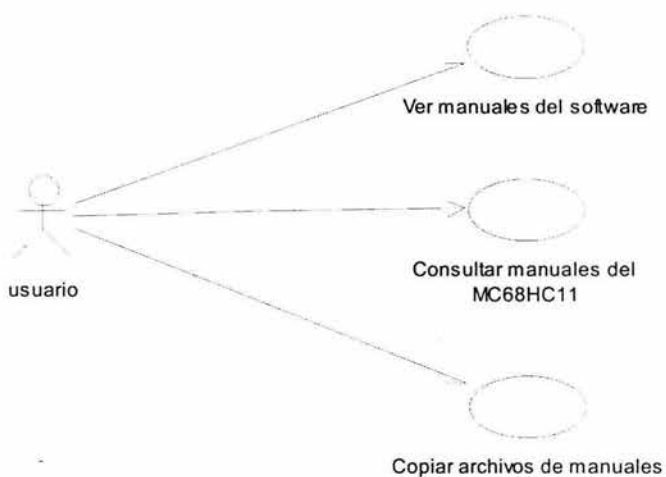 Ver manuales del software
usuario
Consultar manuales del
MC68HC11
Copiar archivos de manuales